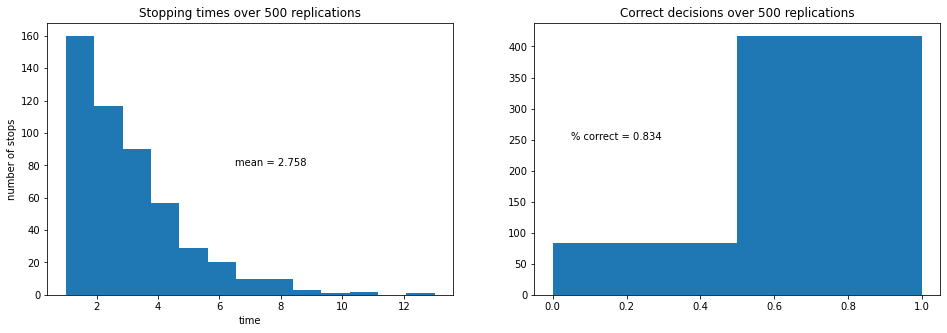 Stopping times over 500 replications
160
140
120
100
80
60
40
20
0
number of stops
mean = 2.758
2 4 6 8 10 12
time
Correct decisions over 500 replications
400
350
300
250
200
150
100
50
0
% correct = 0.834
0.0 0.2 0.4 0.6 0.8 1.0